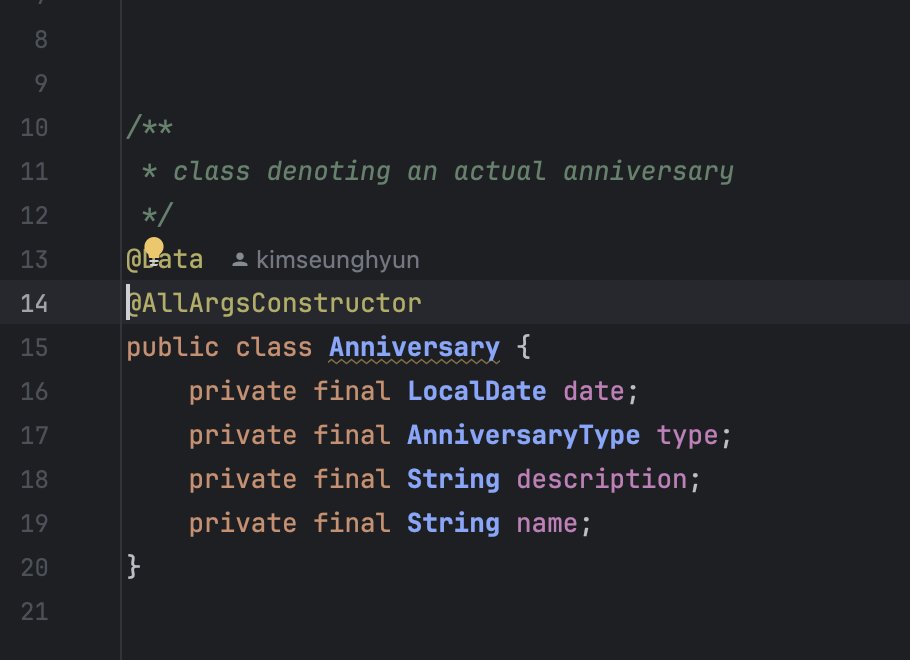 8
9
10 /**
11  * class denoting an actual anniversary
12  */
13 @Data kimseunghyun
14 @AllArgsConstructor
15 public class Anniversary {
16     private final LocalDate date;
17     private final AnniversaryType type;
18     private final String description;
19     private final String name;
20 }
21